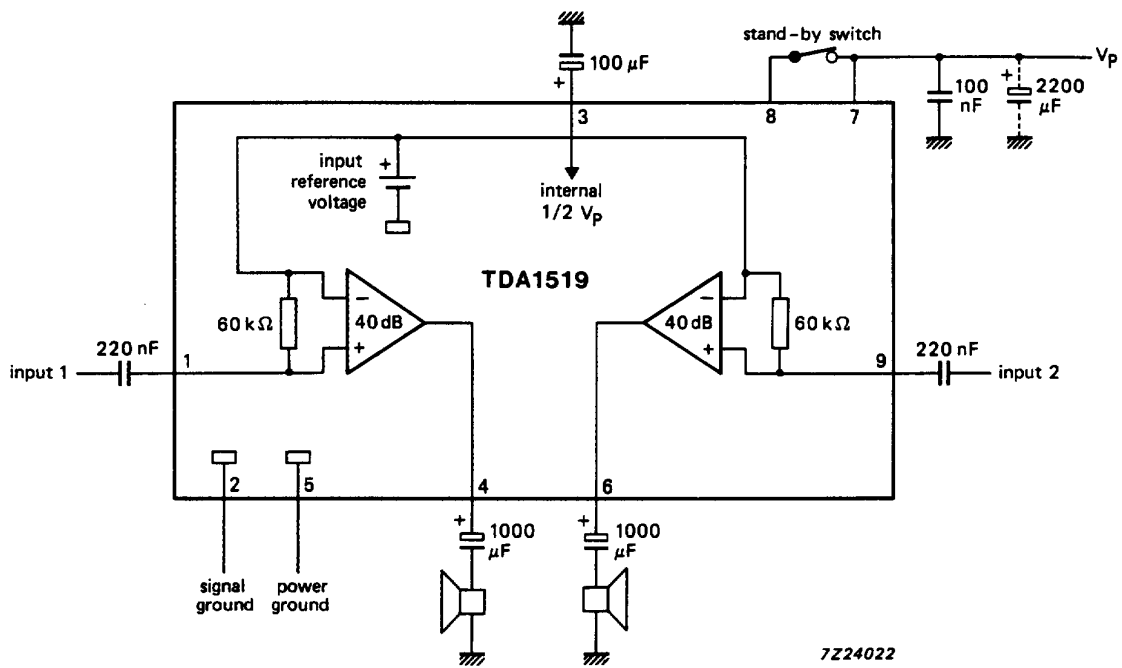 stand-by switch
100 μF
+
Vp
3
8
7
100
nF
+
2200
μF
input
reference
voltage
+
internal
1/2 Vp
TDA1519
60 kΩ
−
40 dB
+
−
40 dB
+
60 kΩ
220 nF
1
input 1
9
220 nF
input 2
2
5
4
6
+
1000
μF
+
1000
μF
signal
ground
power
ground
7Z24022